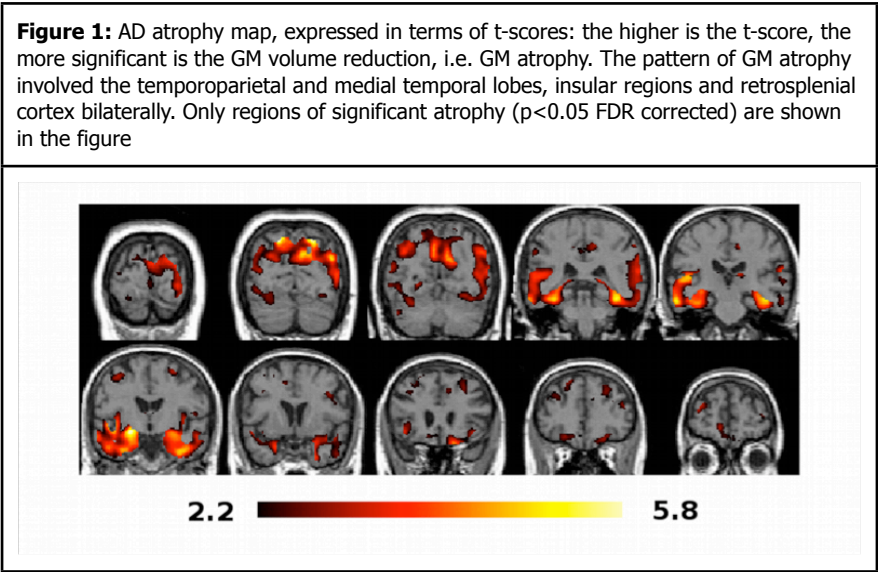 Figure 1: AD atrophy map, expressed in terms of t-scores: the higher is the t-score, the
more significant is the GM volume reduction, i.e. GM atrophy. The pattern of GM atrophy
involved the temporoparietal and medial temporal lobes, insular regions and retrosplenial
cortex bilaterally. Only regions of significant atrophy (p<0.05 FDR corrected) are shown
in the figure
2.2 5.8